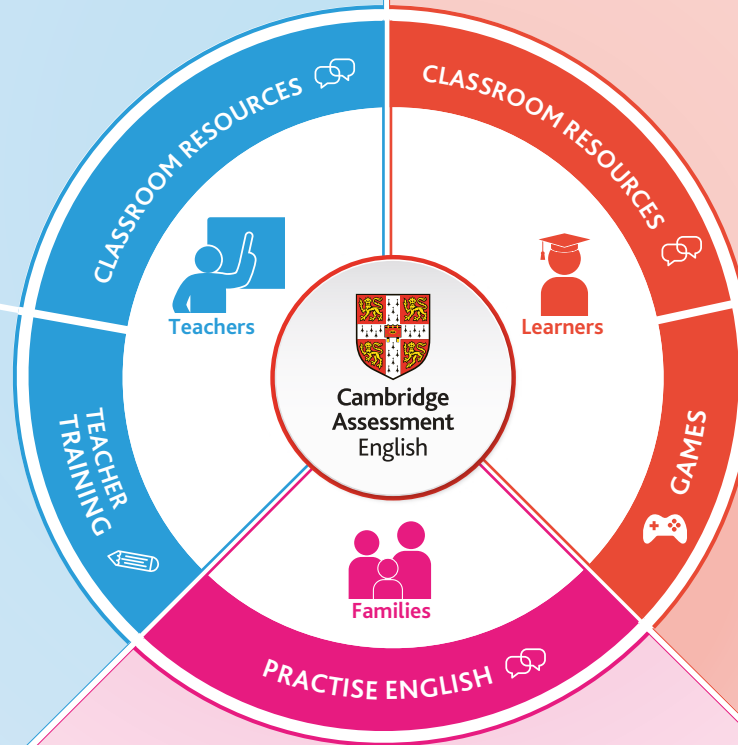 CLASSROOM RESOURCES
CLASSROOM RESOURCES
Teachers
Learners
Cambridge
Assessment
English
TEACHER
TRAINING
GAMES
Families
PRACTISE ENGLISH